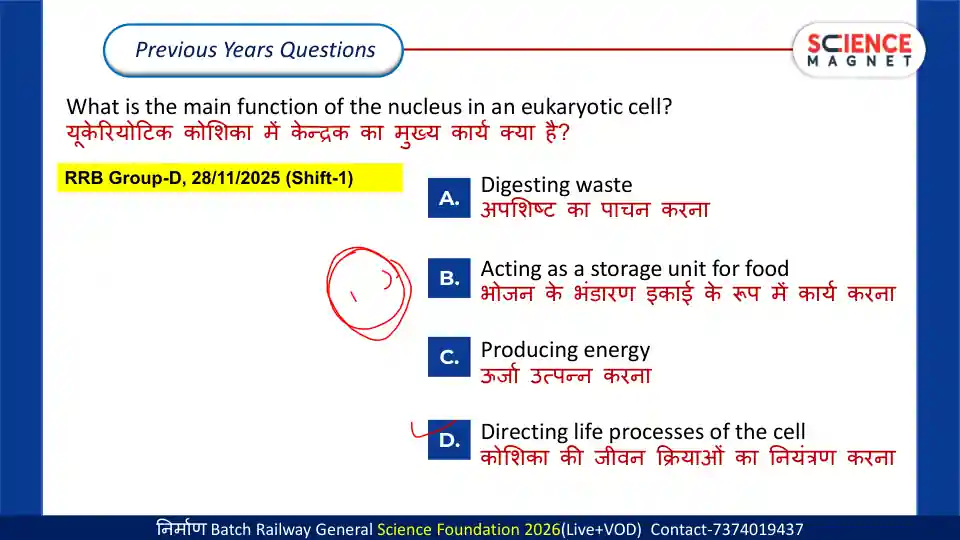 Previous Years Questions
SCIENCE
MAGNET
What is the main function of the nucleus in an eukaryotic cell?
यूकेरियोटिक कोशिका में केन्द्रक का मुख्य कार्य क्या है?
RRB Group-D, 28/11/2025 (Shift-1)
A. Digesting waste
अपशिष्ट का पाचन करना
B. Acting as a storage unit for food
भोजन के भंडारण इकाई के रूप में कार्य करना
C. Producing energy
ऊर्जा उत्पन्न करना
D. Directing life processes of the cell
कोशिका की जीवन क्रियाओं का नियंत्रण करना
निर्माण Batch Railway General Science Foundation 2026(Live+VOD) Contact-7374019437